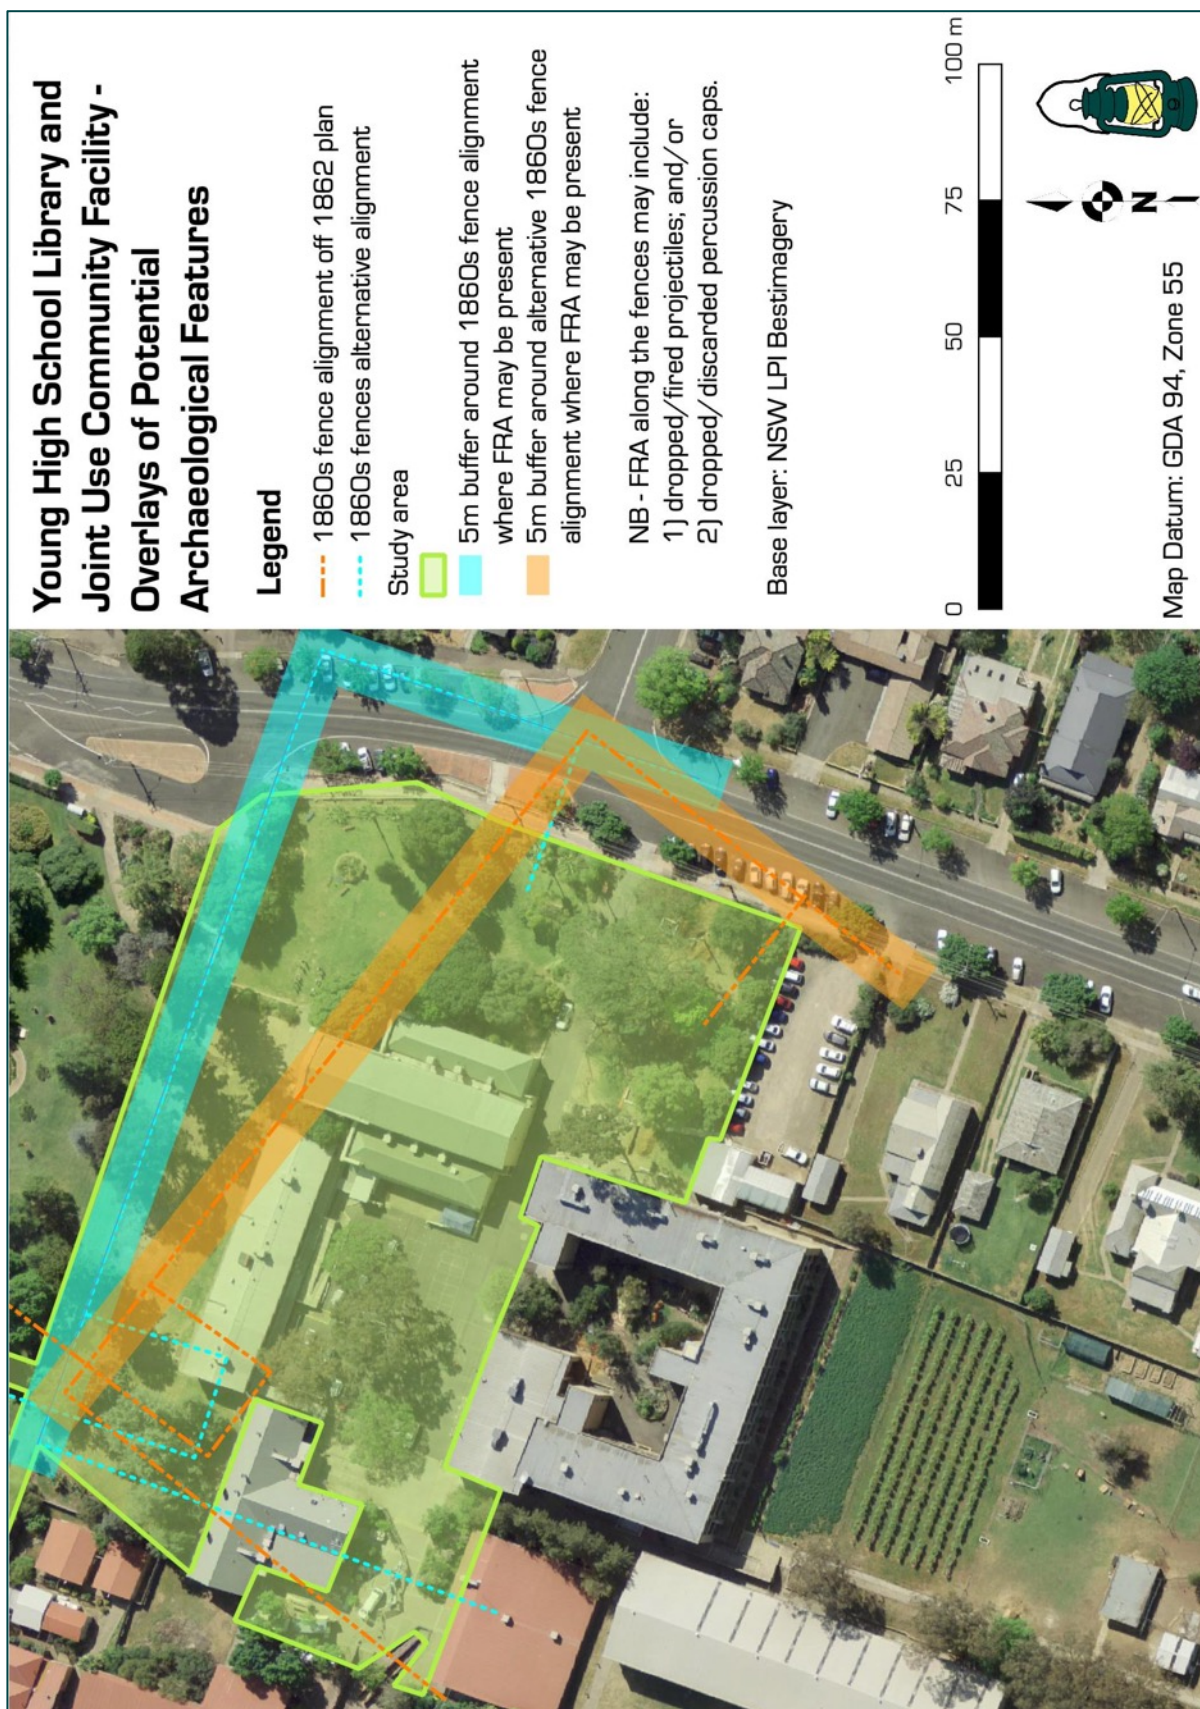 Young High School Library and
Joint Use Community Facility -
Overlays of Potential
Archaeological Features
Legend
1860s fence alignment off 1862 plan
1860s fences alternative alignment
Study area
5m buffer around 1860s fence alignment
where FRA may be present
5m buffer around alternative 1860s fence
alignment where FRA may be present
NB - FRA along the fences may include:
1) dropped/fired projectiles; and/or
2) dropped/discarded percussion caps.
Base layer: NSW LPI Bestimagery
0 25 50 75 100 m
N
Map Datum: GDA 94, Zone 55